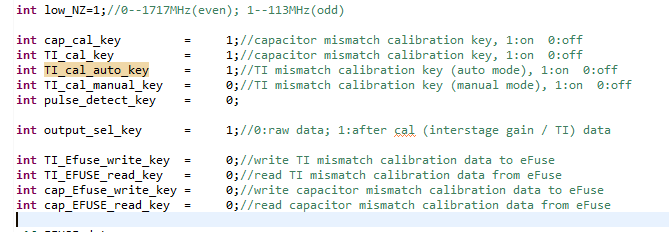 int low_NZ=1;//0--1717MHz(even); 1--113MHz(odd)
int cap_cal_key = 1;//capacitor mismatch calibration key, 1:on 0:off
int TI_cal_key = 1;//capacitor mismatch calibration key, 1:on 0:off
int TI_cal_auto_key = 1;//TI mismatch calibration key (auto mode), 1:on 0:off
int TI_cal_manual_key = 0;//TI mismatch calibration key (manual mode), 1:on 0:off
int pulse_detect_key = 0;
int output_sel_key = 1;//0:raw data; 1:after cal (interstage gain / TI) data
int TI_Efuse_write_key = 0;//write TI mismatch calibration data to eFuse
int TI_EFUSE_read_key = 0;//read TI mismatch calibration data from eFuse
int cap_Efuse_write_key = 0;//write capacitor mismatch calibration data to eFuse
int cap_EFUSE_read_key = 0;//read capacitor mismatch calibration data from eFuse